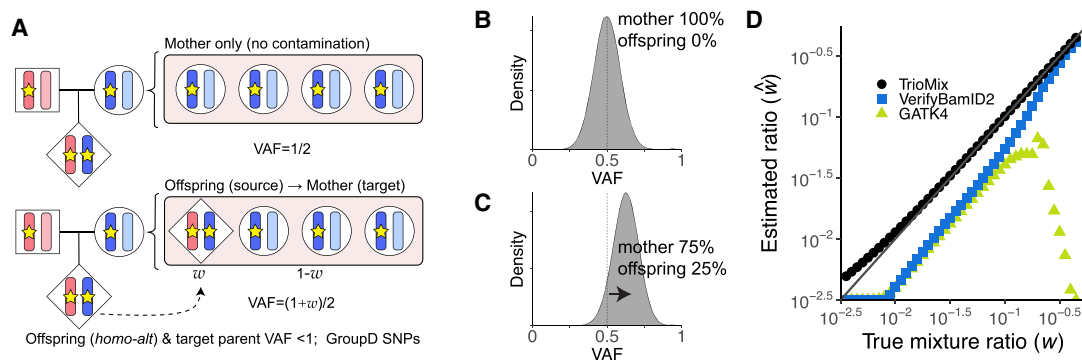 A
Mother only (no contamination)
VAF=1/2
Offspring (source) → Mother (target)
w
1-w
VAF=(1+w)/2
Offspring (homo-alt) & target parent VAF <1; GroupD SNPs
B
mother 100%
offspring 0%
Density
0
0.5
1
VAF
C
mother 75%
offspring 25%
Density
0
0.5
1
VAF
D
Estimated ratio (ŵ)
10^-0.5
10^-1
10^-1.5
10^-2
10^-2.5
TrioMix
VerifyBamID2
GATK4
10^-2.5
10^-2
10^-1.5
10^-1
10^-0.5
True mixture ratio (w)